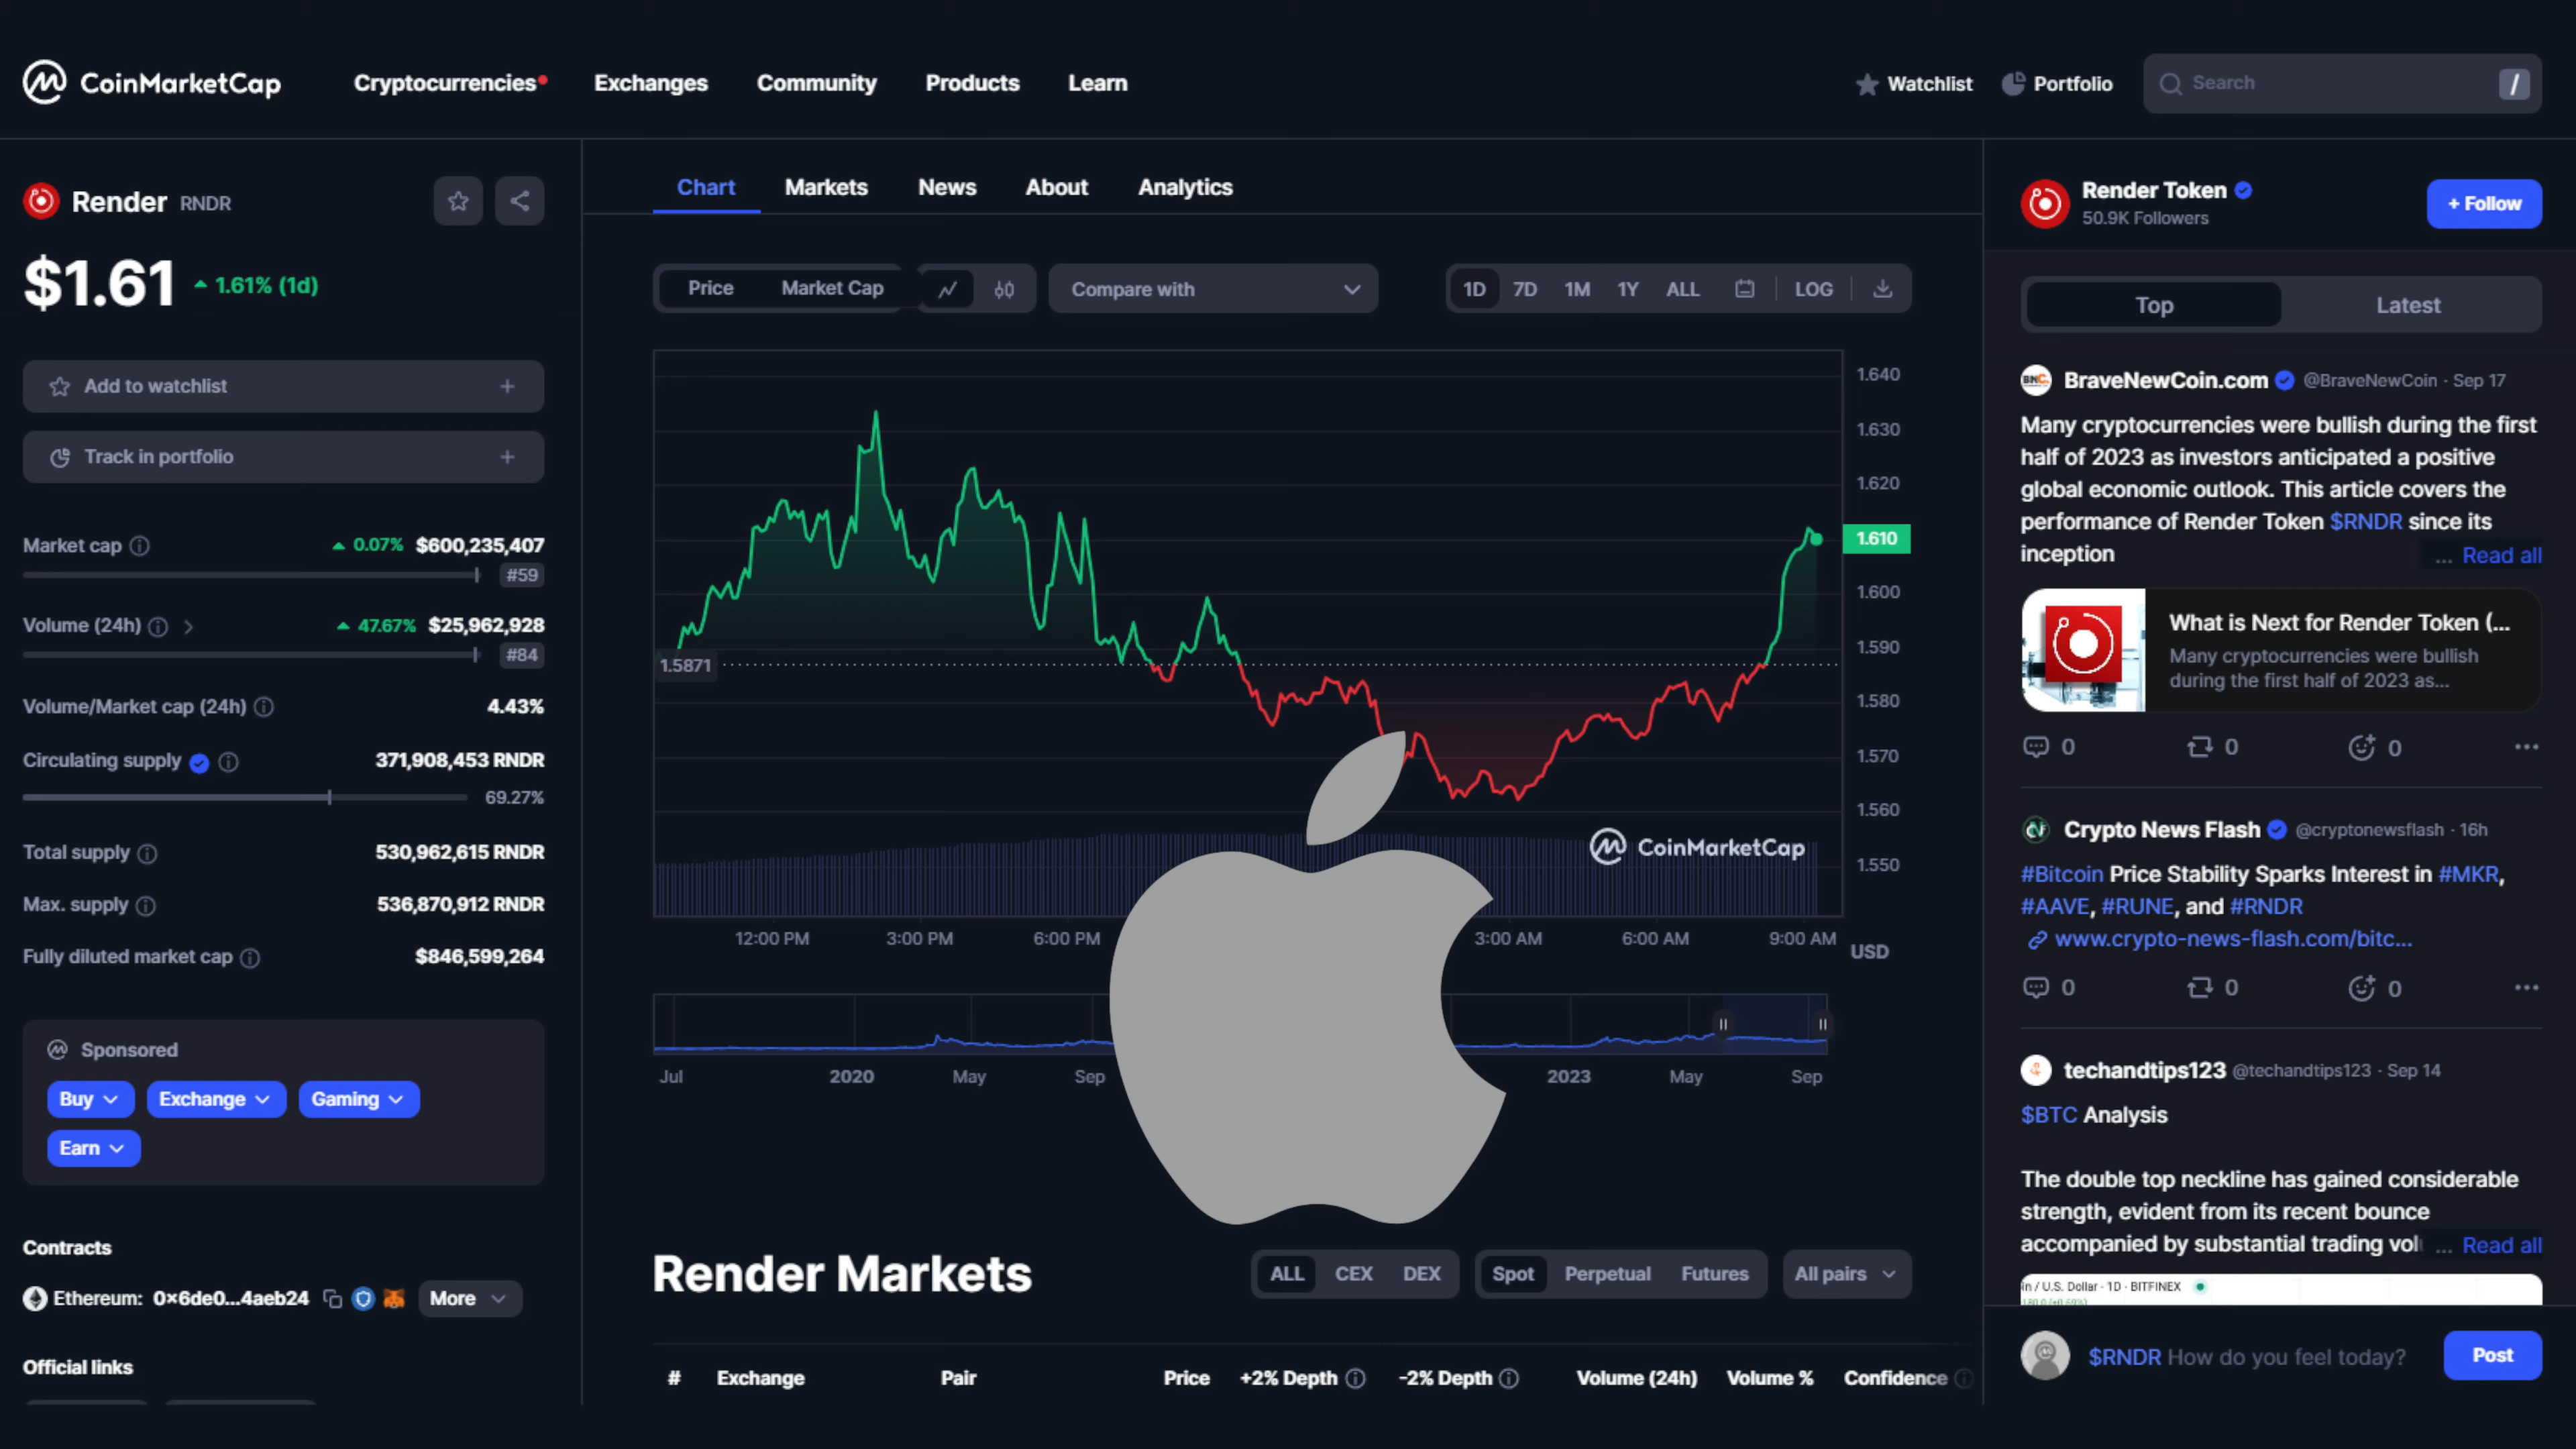 CoinMarketCap
Cryptocurrencies
Exchanges
Community
Products
Learn
Watchlist
Portfolio
Search
/
Render RNDR
$1.61
1.61% (1d)
Add to watchlist
+
Track in portfolio
+
Market cap
0.07% $600,235,407
#59
Volume (24h)
47.67% $25,962,928
#84
Volume/Market cap (24h)
4.43%
Circulating supply
371,908,453 RNDR
69.27%
Total supply
530,962,615 RNDR
Max. supply
536,870,912 RNDR
Fully diluted market cap
$846,599,264
Sponsored
Buy
Exchange
Gaming
Earn
Contracts
Ethereum: 0x6de0...4aeb24
More
Official links
Chart
Markets
News
About
Analytics
Price
Market Cap
Compare with
1D
7D
1M
1Y
ALL
LOG
1.640
1.630
1.620
1.610
1.600
1.590
1.5871
1.580
1.570
1.560
1.550
CoinMarketCap
12:00 PM
3:00 PM
6:00 PM
3:00 AM
6:00 AM
9:00 AM
USD
Jul
2020
May
Sep
2023
May
Sep
Render Markets
ALL
CEX
DEX
Spot
Perpetual
Futures
All pairs
#
Exchange
Pair
Price
+2% Depth
-2% Depth
Volume (24h)
Volume %
Confidence
Render Token
50.9K Followers
+ Follow
Top
Latest
BNC.
BraveNewCoin.com @BraveNewCoin · Sep 17
Many cryptocurrencies were bullish during the first
half of 2023 as investors anticipated a positive
global economic outlook. This article covers the
performance of Render Token $RNDR since its
inception
... Read all
What is Next for Render Token (...
Many cryptocurrencies were bullish
during the first half of 2023 as...
0
0
0
Crypto News Flash @cryptonewsflash · 16h
#Bitcoin Price Stability Sparks Interest in #MKR,
#AAVE, #RUNE, and #RNDR
www.crypto-news-flash.com/bitc...
0
0
0
techandtips123 @techandtips123 · Sep 14
$BTC Analysis
The double top neckline has gained considerable
strength, evident from its recent bounce
accompanied by substantial trading vol
... Read all
in / U.S. Dollar · 1D · BITFINEX
$RNDR How do you feel today?
Post